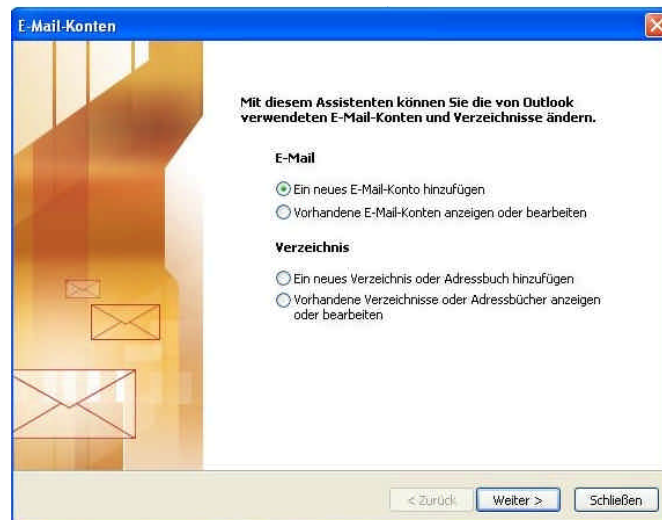 E-Mail-Konten
Mit diesem Assistenten können Sie die von Outlook
verwendeten E-Mail-Konten und Verzeichnisse ändern.
E-Mail
Ein neues E-Mail-Konto hinzufügen
Vorhandene E-Mail-Konten anzeigen oder bearbeiten
Verzeichnis
Ein neues Verzeichnis oder Adressbuch hinzufügen
Vorhandene Verzeichnisse oder Adressbücher anzeigen
oder bearbeiten
< Zurück Weiter > Schließen